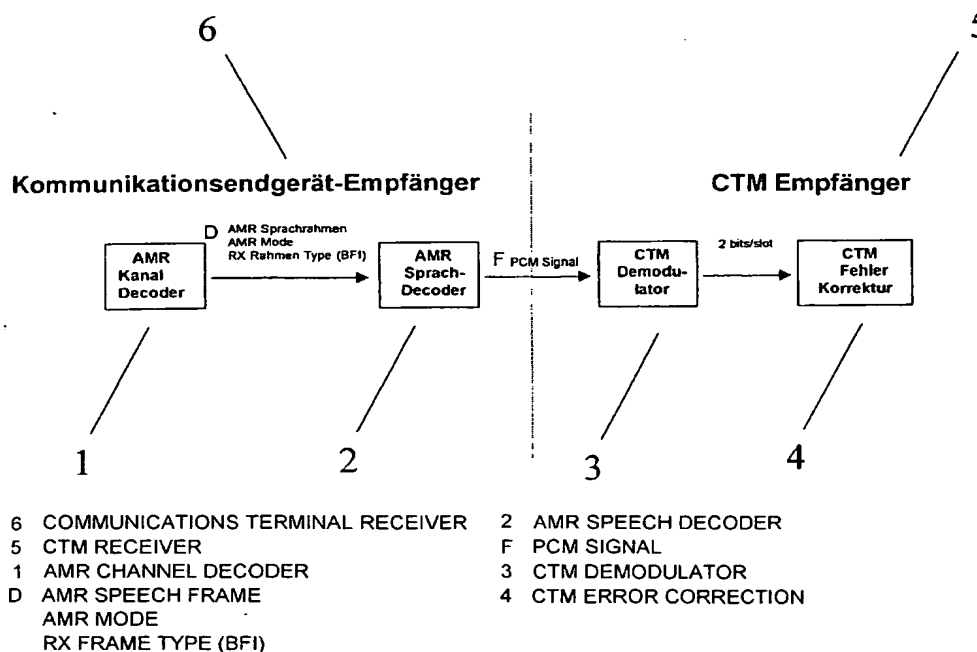 6
5
Kommunikationsendgerät-Empfänger
CTM Empfänger
D AMR Sprachrahmen
AMR Mode
RX Rahmen Type (BFI)
AMR
Kanal
Decoder
AMR
Sprach-
Decoder
F PCM Signal
CTM
Demodu-
lator
2 bits/slot
CTM
Fehler
Korrektur
1
2
3
4
6 COMMUNICATIONS TERMINAL RECEIVER
5 CTM RECEIVER
1 AMR CHANNEL DECODER
D AMR SPEECH FRAME
AMR MODE
RX FRAME TYPE (BFI)
2 AMR SPEECH DECODER
F PCM SIGNAL
3 CTM DEMODULATOR
4 CTM ERROR CORRECTION